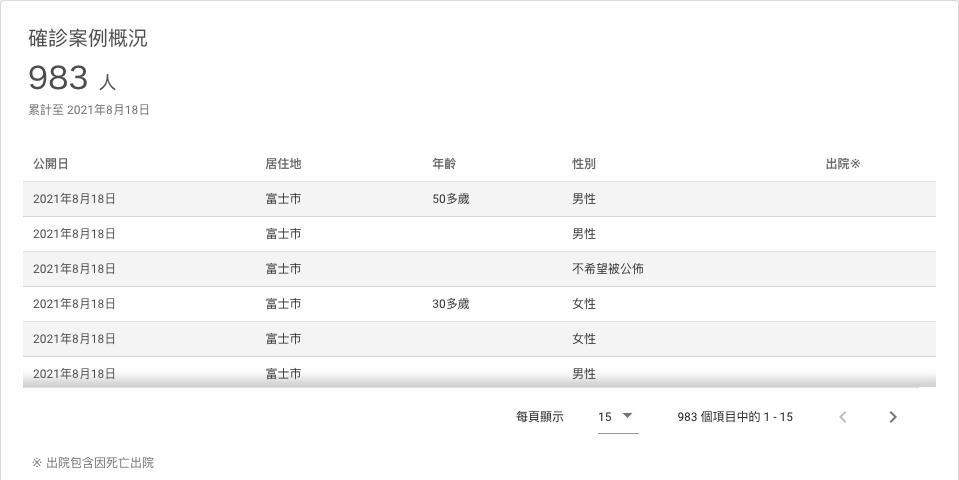 確診案例概況
983 人
累計至 2021年8月18日
公開日 居住地 年齡 性別 出院※
2021年8月18日 富士市 50多歲 男性
2021年8月18日 富士市 男性
2021年8月18日 富士市 不希望被公佈
2021年8月18日 富士市 30多歲 女性
2021年8月18日 富士市 女性
2021年8月18日 富士市 男性
每頁顯示 15 983 個項目中的 1 - 15
※ 出院包含因死亡出院